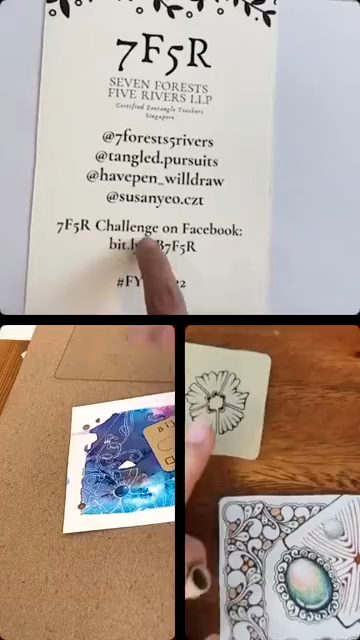 7F5R
SEVEN FORESTS
FIVE RIVERS LLP
Certified Zentangle Teachers
Singapore
@7forests5rivers
@tangled.pursuits
@havepen_willdraw
@susanyeo.czt
7F5R Challenge on Facebook: